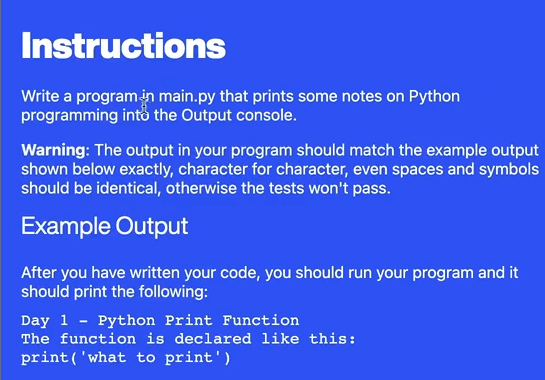 Instructions
Write a program in main.py that prints some notes on Python
programming into the Output console.
Warning: The output in your program should match the example output
shown below exactly, character for character, even spaces and symbols
should be identical, otherwise the tests won't pass.
Example Output
After you have written your code, you should run your program and it
should print the following:
Day 1 - Python Print Function
The function is declared like this:
print('what to print')